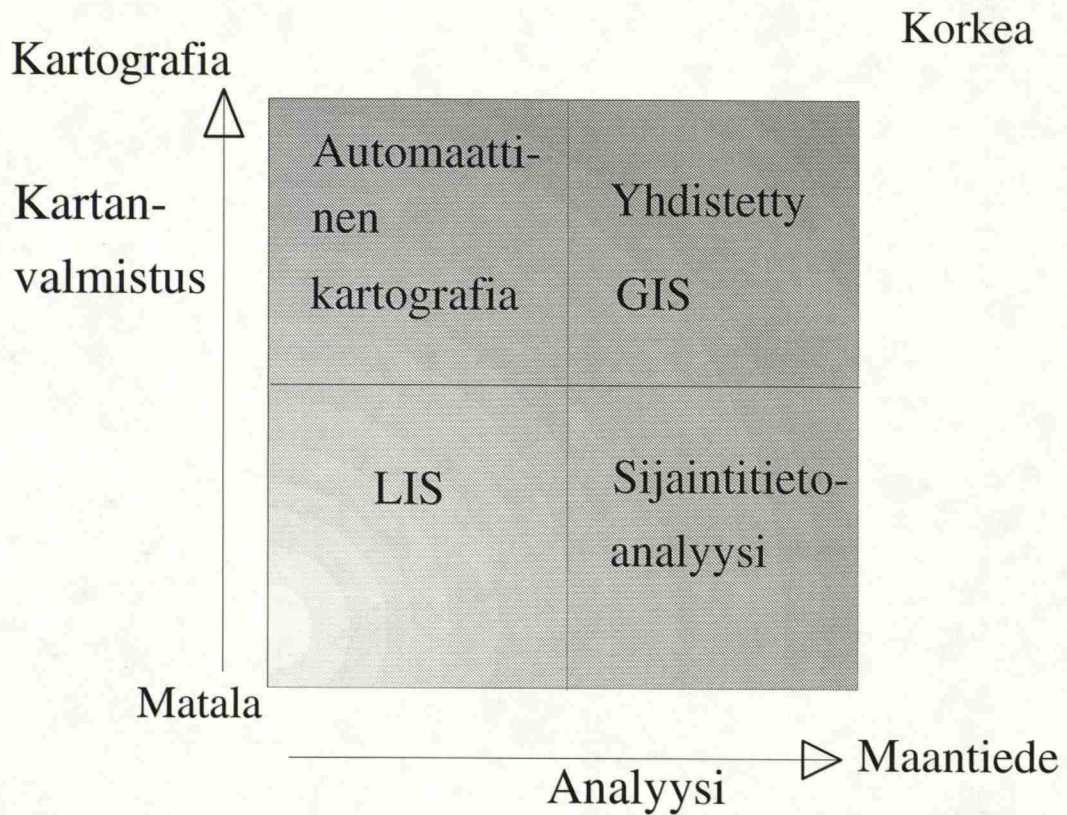 Korkea
Kartografia
Kartan-
valmistus
Automaatti-
nen
kartografia
Yhdistetty
GIS
LIS
Sijaintitieto-
analyysi
Matala
Maantiede
Analyysi